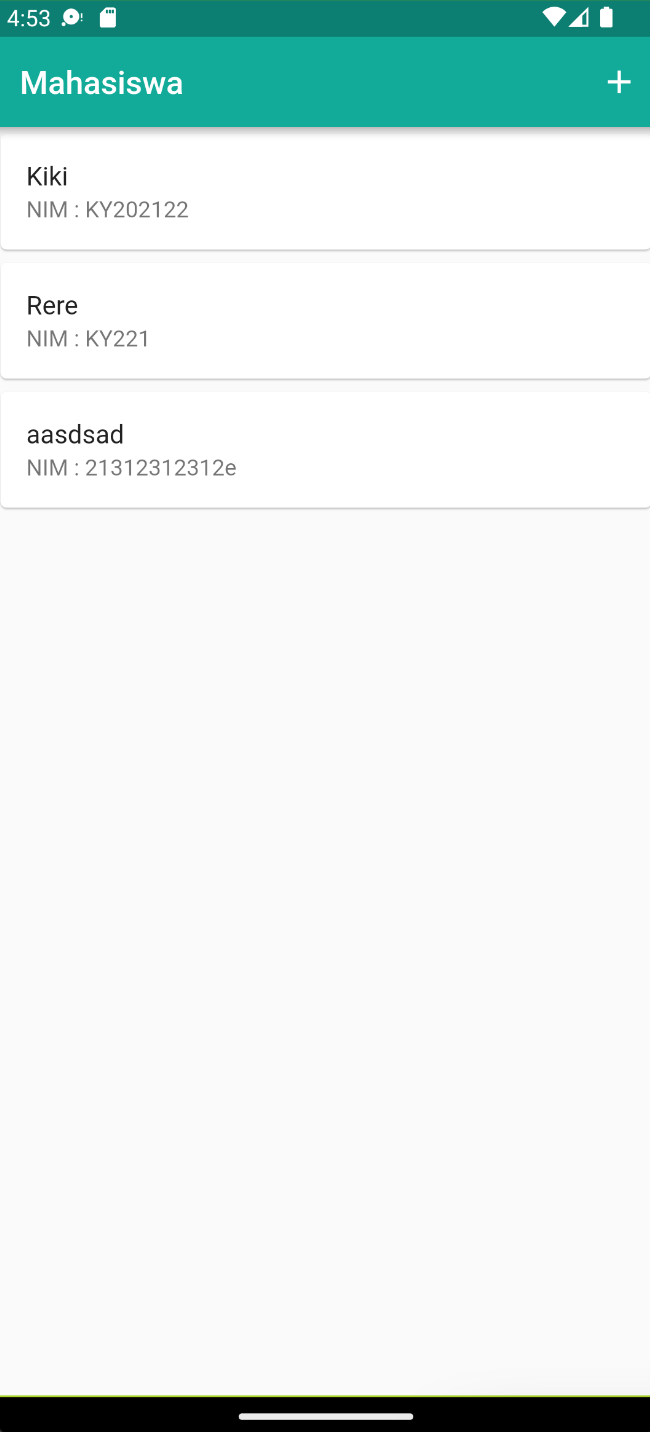 4:53
Mahasiswa
Kiki
NIM : KY202122
Rere
NIM : KY221
aasdsad
NIM : 21312312312e